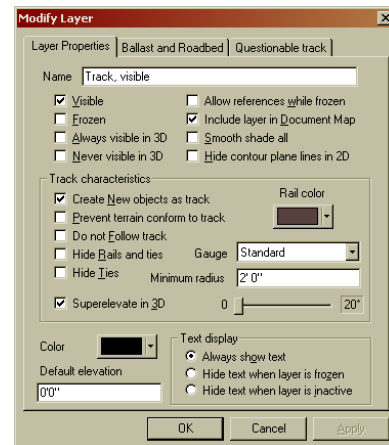 Modify Layer
Layer Properties
Ballast and Roadbed
Questionable track
Name
Track, visible
Visible
Allow references while frozen
Frozen
Include layer in Document Map
Always visible in 3D
Smooth shade all
Never visible in 3D
Hide contour plane lines in 2D
Track characteristics
Create New objects as track
Rail color
Prevent terrain conform to track
Do not Follow track
Hide Rails and ties
Gauge
Standard
Hide Ties
Minimum radius
2' 0"
Superelevate in 3D
0
20°
Color
Text display
Always show text
Default elevation
Hide text when layer is frozen
0'0"
Hide text when layer is inactive
OK
Cancel
Apply